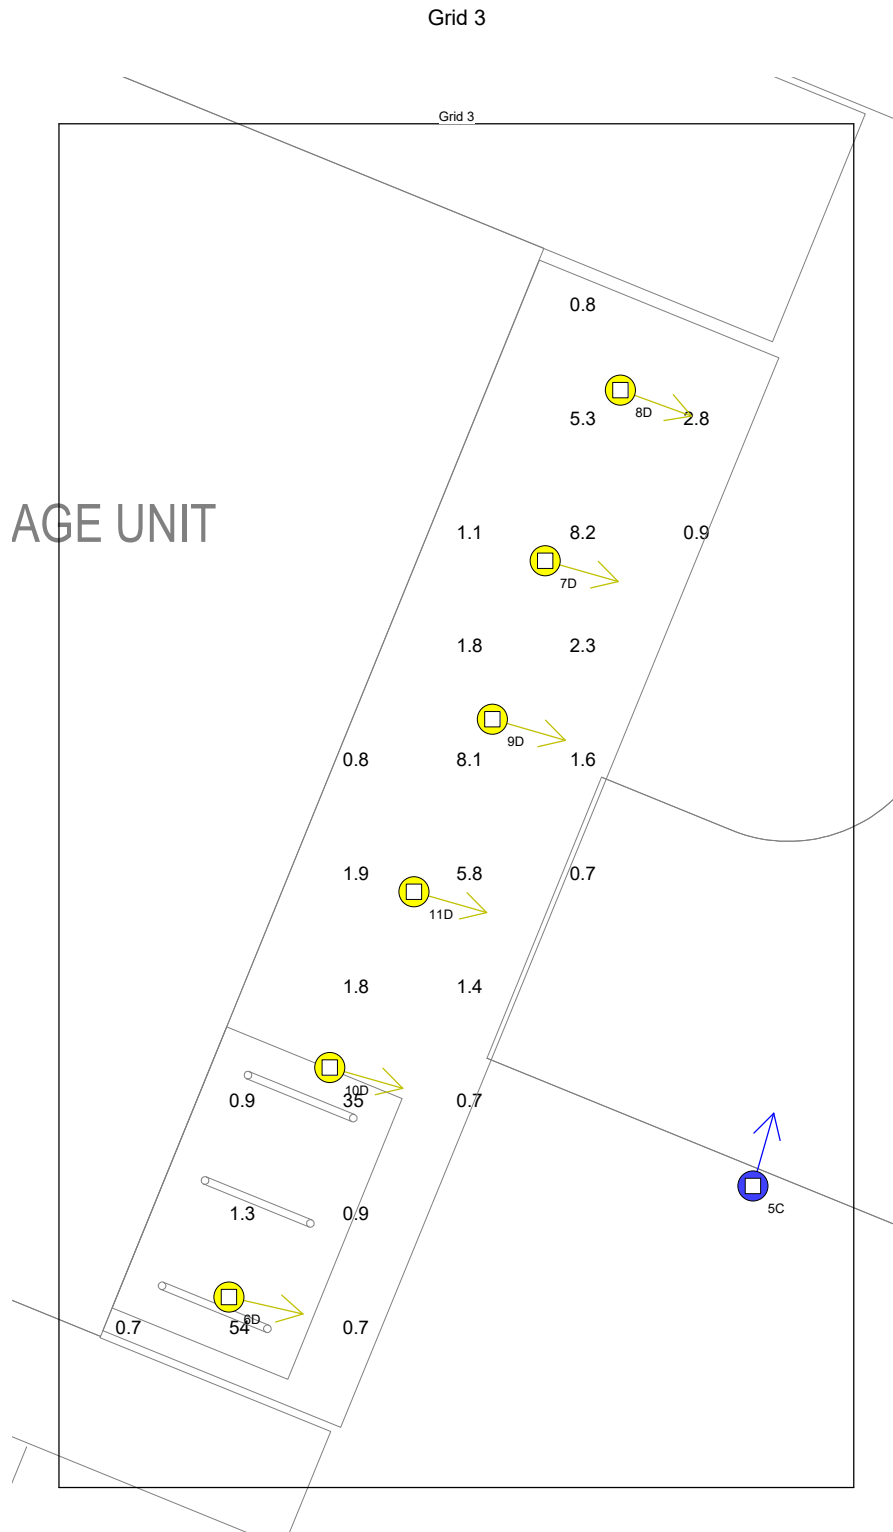 Grid 3
Grid 3
0.8
8D
5.3 2.8
AGE UNIT
1.1 8.2 0.9
7D
1.8 2.3
9D
0.8 8.1 1.6
1.9 5.8 0.7
11D
1.8 1.4
10D
0.9 35 0.7
5C
1.3 0.9
6D
0.7 54 0.7